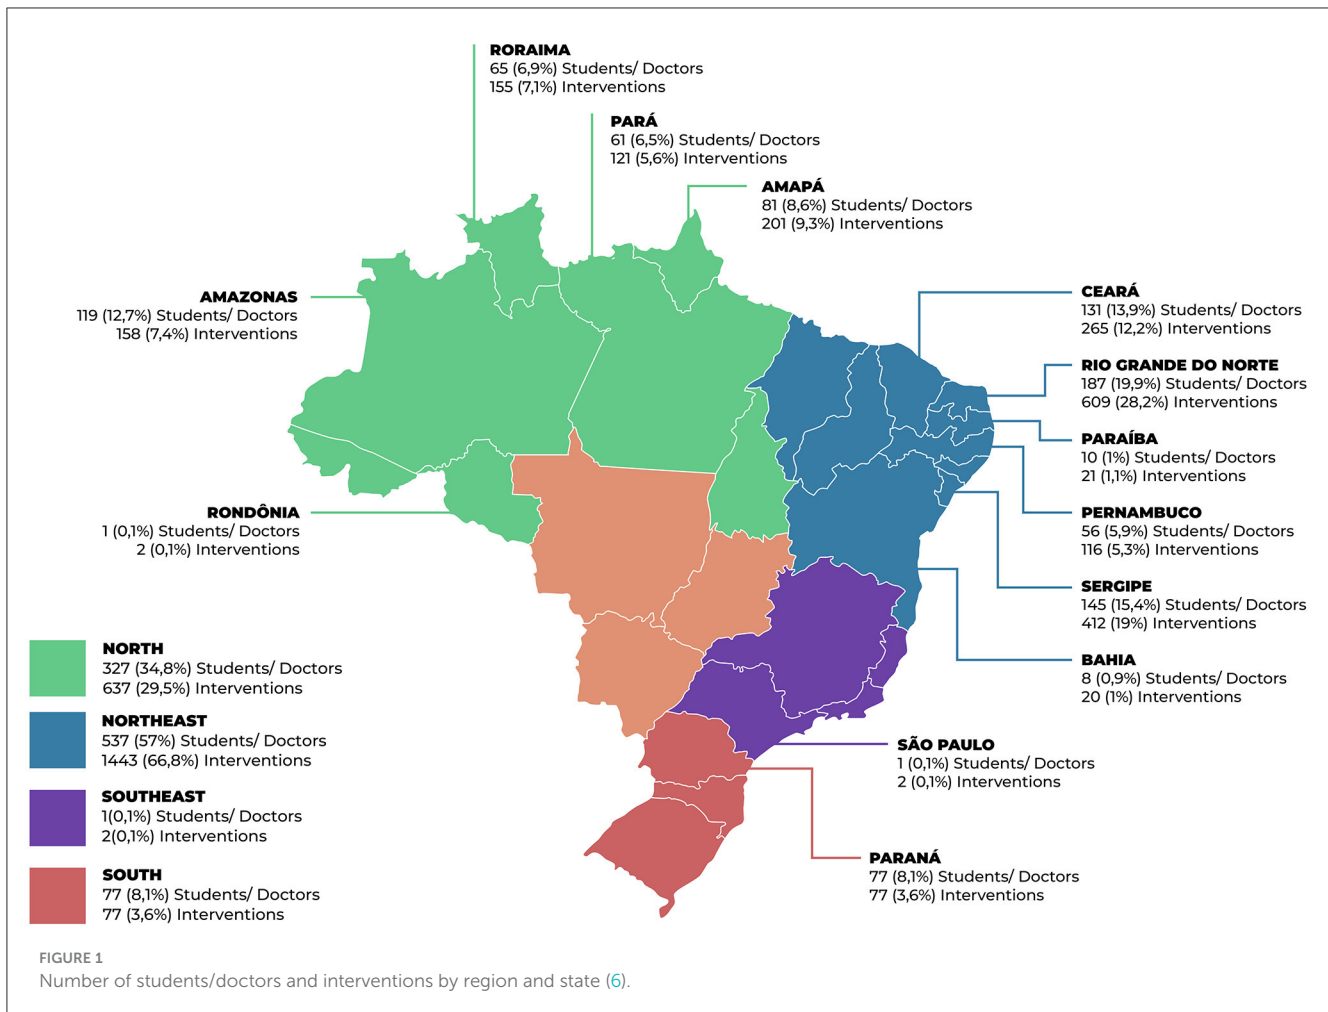 RORAIMA
65 (6,9%) Students/ Doctors
155 (7,1%) Interventions
PARÁ
61 (6,5%) Students/ Doctors
121 (5,6%) Interventions
AMAPÁ
81 (8,6%) Students/ Doctors
201 (9,3%) Interventions
AMAZONAS
119 (12,7%) Students/ Doctors
158 (7,4%) Interventions
CEARÁ
131 (13,9%) Students/ Doctors
265 (12,2%) Interventions
RIO GRANDE DO NORTE
187 (19,9%) Students/ Doctors
609 (28,2%) Interventions
PARAÍBA
10 (1%) Students/ Doctors
21 (1,1%) Interventions
RONDÔNIA
1 (0,1%) Students/ Doctors
2 (0,1%) Interventions
PERNAMBUCO
56 (5,9%) Students/ Doctors
116 (5,3%) Interventions
SERGIPE
145 (15,4%) Students/ Doctors
412 (19%) Interventions
BAHIA
8 (0,9%) Students/ Doctors
20 (1%) Interventions
NORTH
327 (34,8%) Students/ Doctors
637 (29,5%) Interventions
NORTHEAST
537 (57%) Students/ Doctors
1443 (66,8%) Interventions
SOUTHEAST
1(0,1%) Students/ Doctors
2(0,1%) Interventions
SOUTH
77 (8,1%) Students/ Doctors
77 (3,6%) Interventions
SÃO PAULO
1 (0,1%) Students/ Doctors
2 (0,1%) Interventions
PARANÁ
77 (8,1%) Students/ Doctors
77 (3,6%) Interventions
FIGURE 1
Number of students/doctors and interventions by region and state (6).